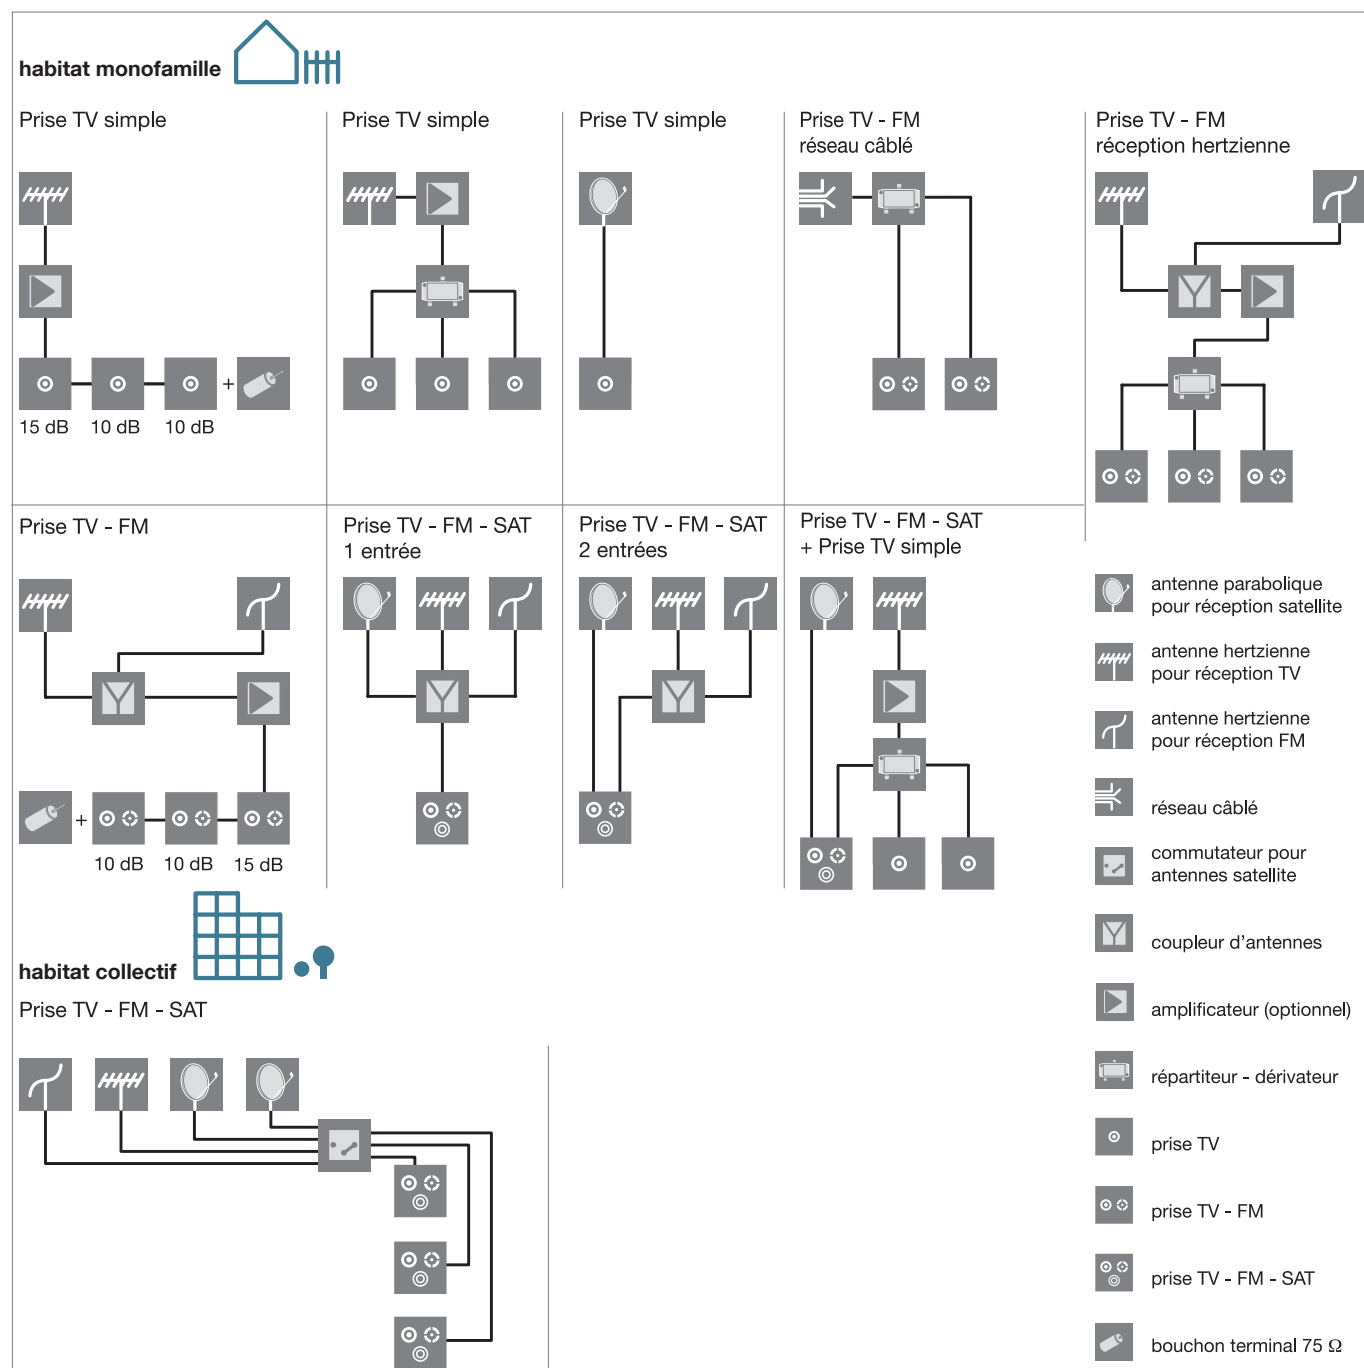 habitat monofamille
Prise TV simple
Prise TV simple
Prise TV simple
Prise TV - FM
réseau câblé
Prise TV - FM
réception hertzienne
+
15 dB
10 dB
10 dB
Prise TV - FM
Prise TV - FM - SAT
1 entrée
Prise TV - FM - SAT
2 entrées
Prise TV - FM - SAT
+ Prise TV simple
+
10 dB
10 dB
15 dB
antenne parabolique
pour réception satellite
antenne hertzienne
pour réception TV
antenne hertzienne
pour réception FM
réseau câblé
commutateur pour
antennes satellite
coupleur d'antennes
amplificateur (optionnel)
répartiteur - dérivateur
prise TV
prise TV - FM
prise TV - FM - SAT
bouchon terminal 75 Ω
habitat collectif
Prise TV - FM - SAT